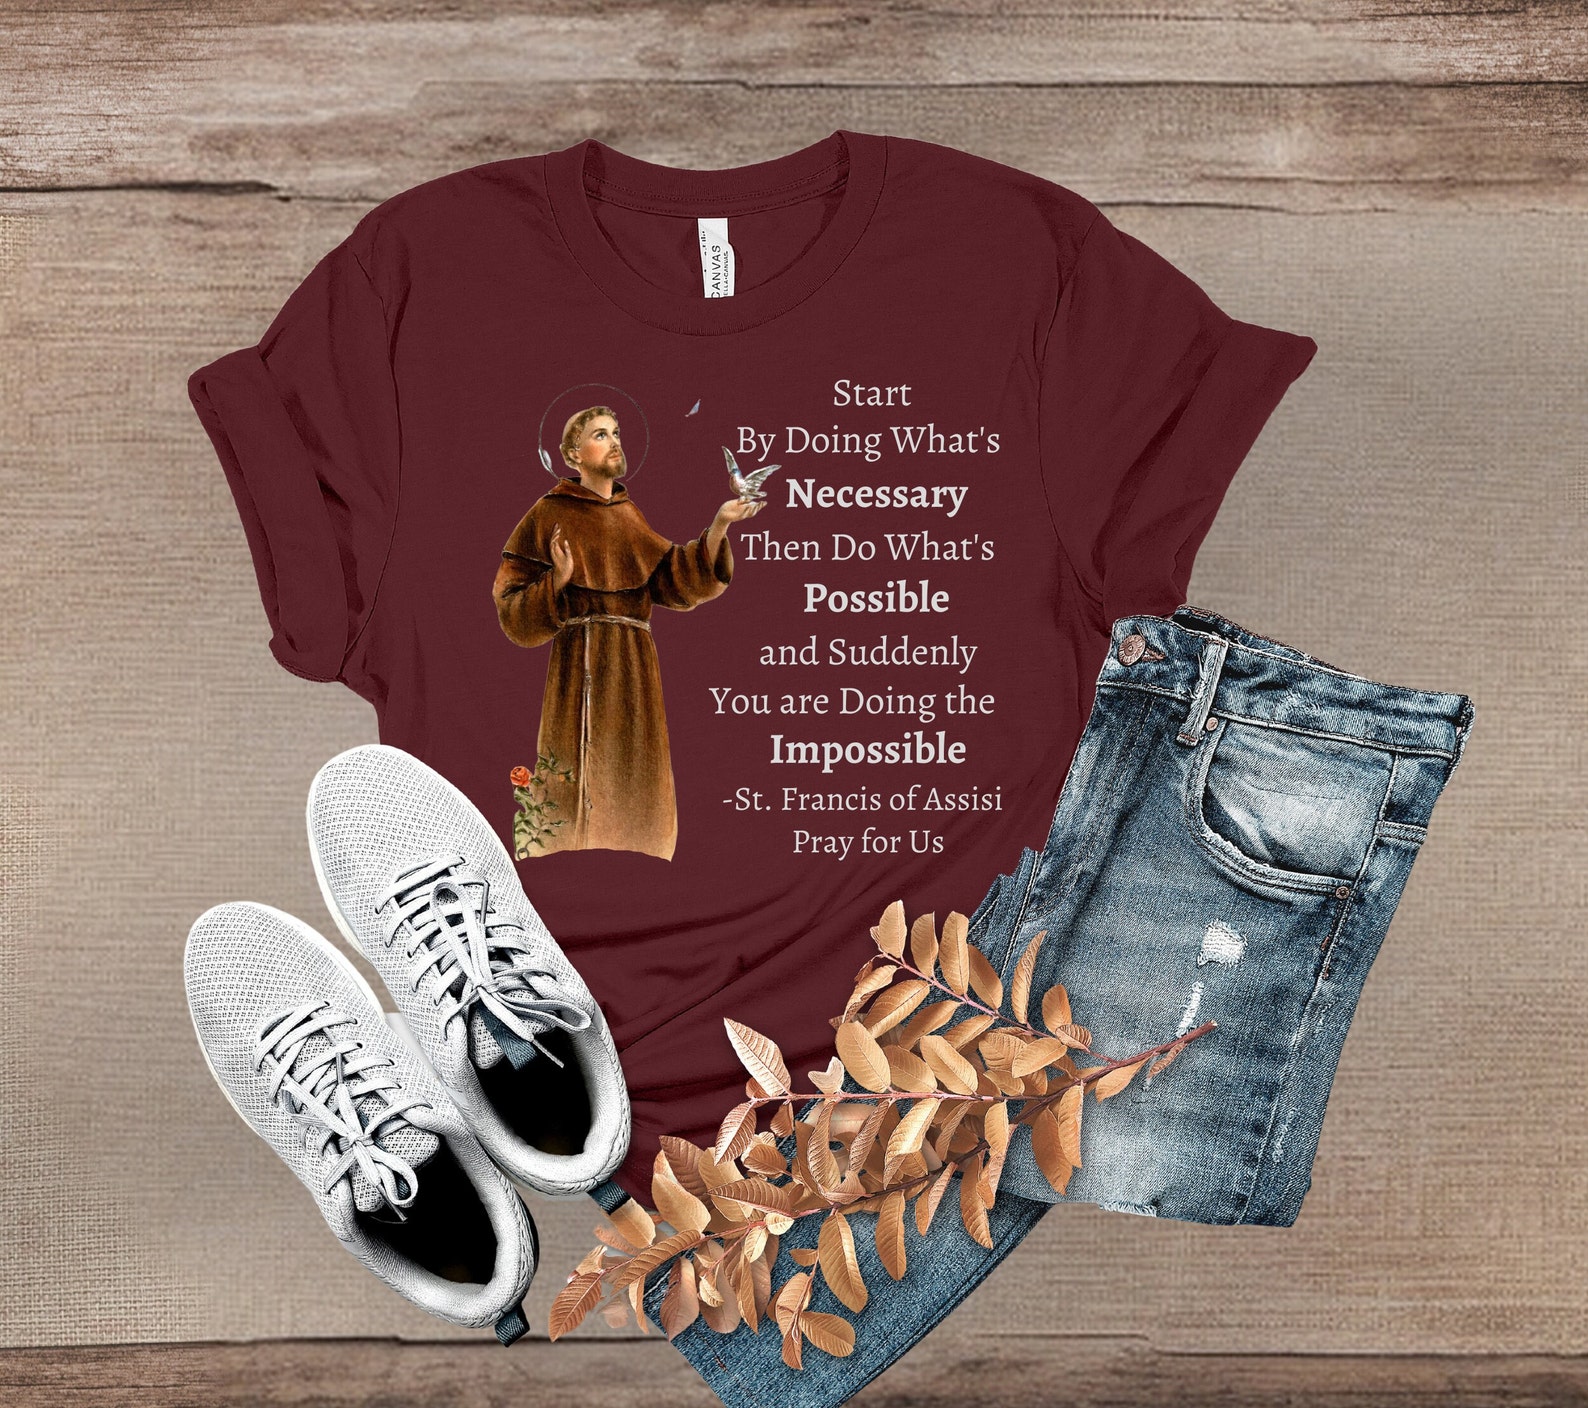 CANVAS
Start
By Doing What's
Necessary
Then Do What's
Possible
and Suddenly
You are Doing the
Impossible
-St. Francis of Assisi
Pray for Us